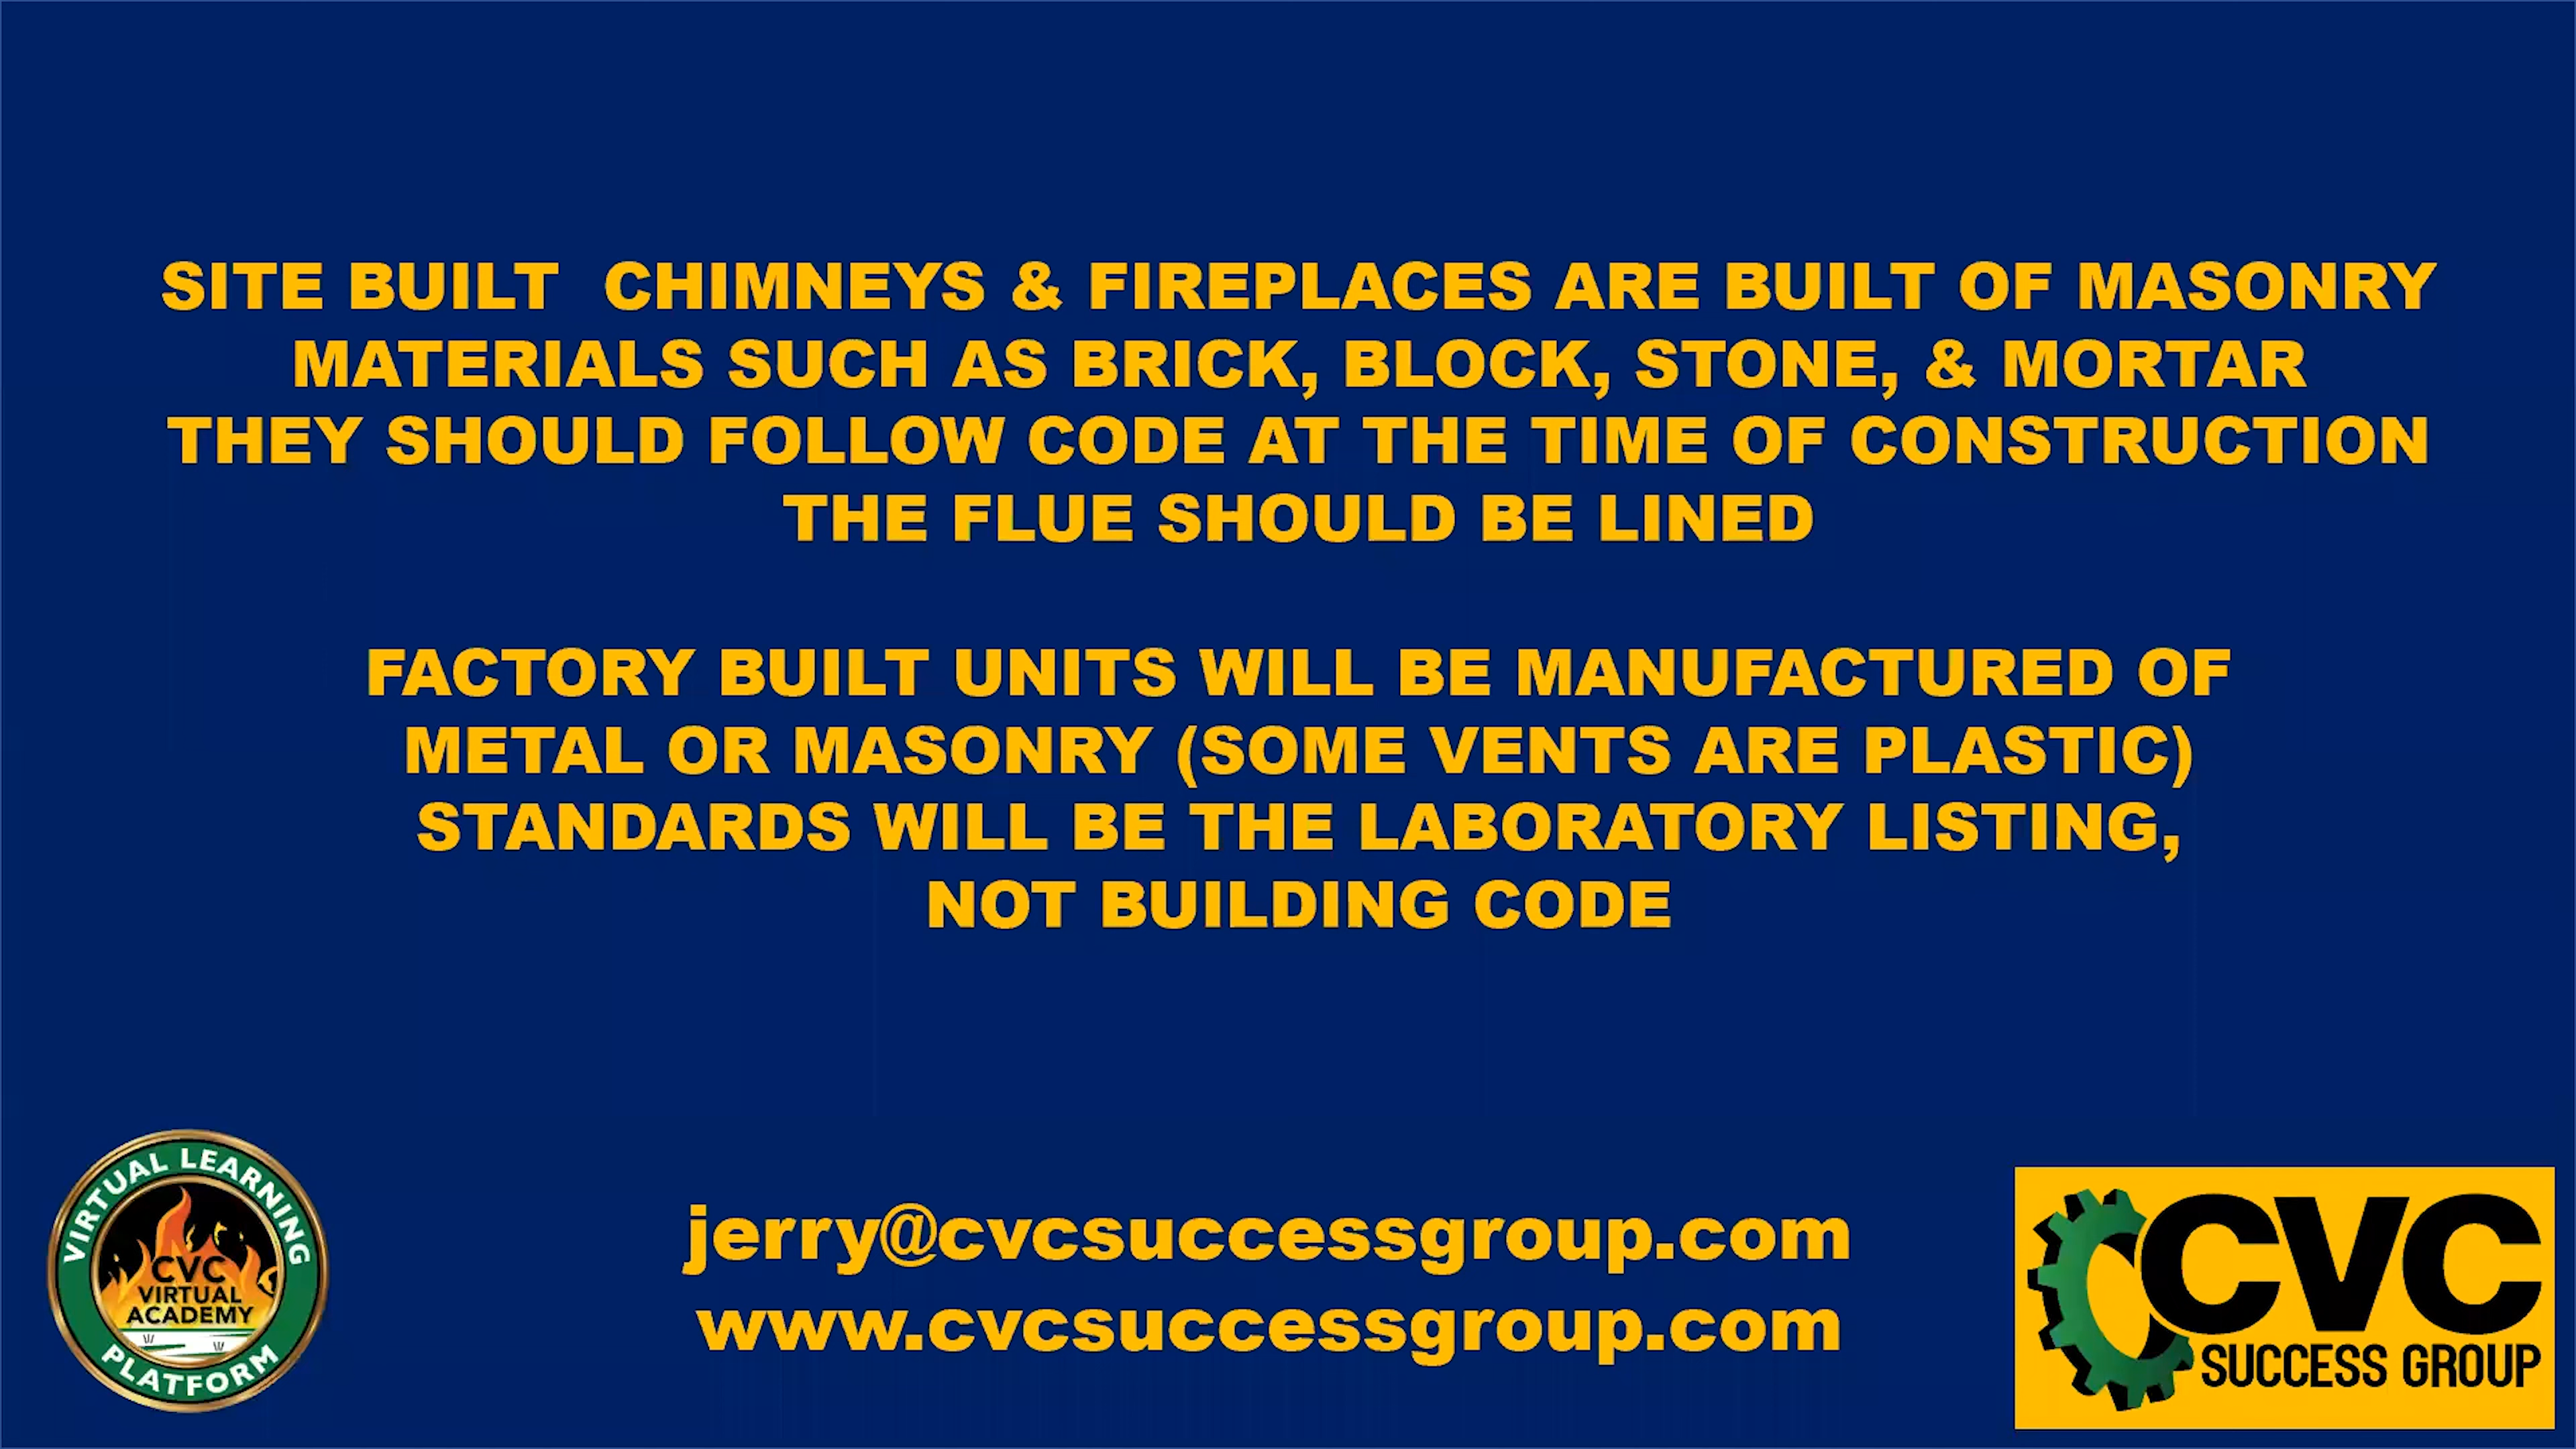 SITE BUILT  CHIMNEYS & FIREPLACES ARE BUILT OF MASONRY
MATERIALS SUCH AS BRICK, BLOCK, STONE, & MORTAR
THEY SHOULD FOLLOW CODE AT THE TIME OF CONSTRUCTION
THE FLUE SHOULD BE LINED
FACTORY BUILT UNITS WILL BE MANUFACTURED OF
METAL OR MASONRY (SOME VENTS ARE PLASTIC)
STANDARDS WILL BE THE LABORATORY LISTING,
NOT BUILDING CODE
VIRTUAL LEARNING
CVC
VIRTUAL
ACADEMY
PLATFORM
jerry@cvcsuccessgroup.com
www.cvcsuccessgroup.com
CVC
SUCCESS GROUP